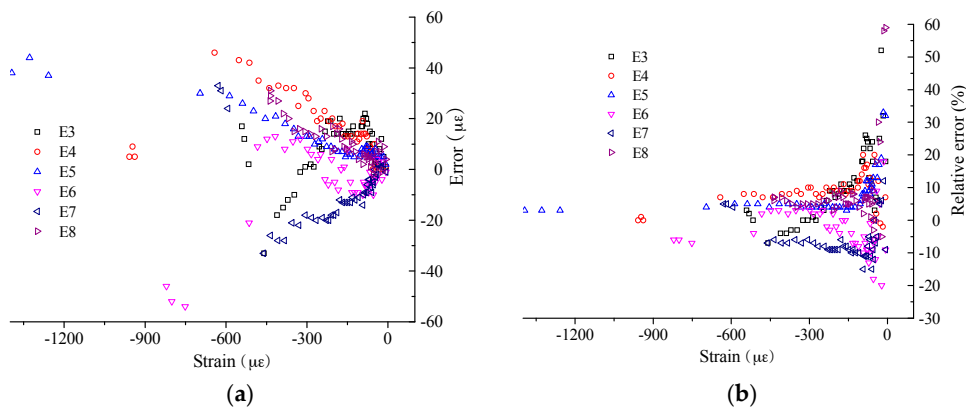 60
40
20
0
-20
-40
-60
Error (με)
E3
E4
E5
E6
E7
E8
-1200
-900
-600
-300
0
Strain (με)
(a)
60
50
40
30
20
10
0
-10
-20
-30
Relative error (%)
E3
E4
E5
E6
E7
E8
-1200
-900
-600
-300
0
Strain (με)
(b)